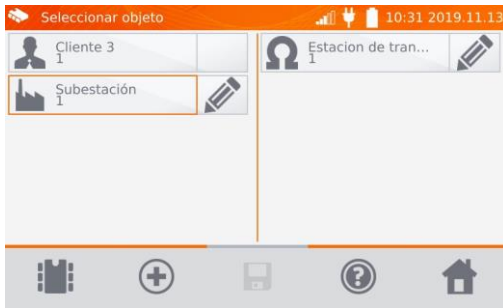 Seleccionar objeto
10:31 2019.11.13
Cliente 3
1
Subestación
1
Estacion de tran...
1